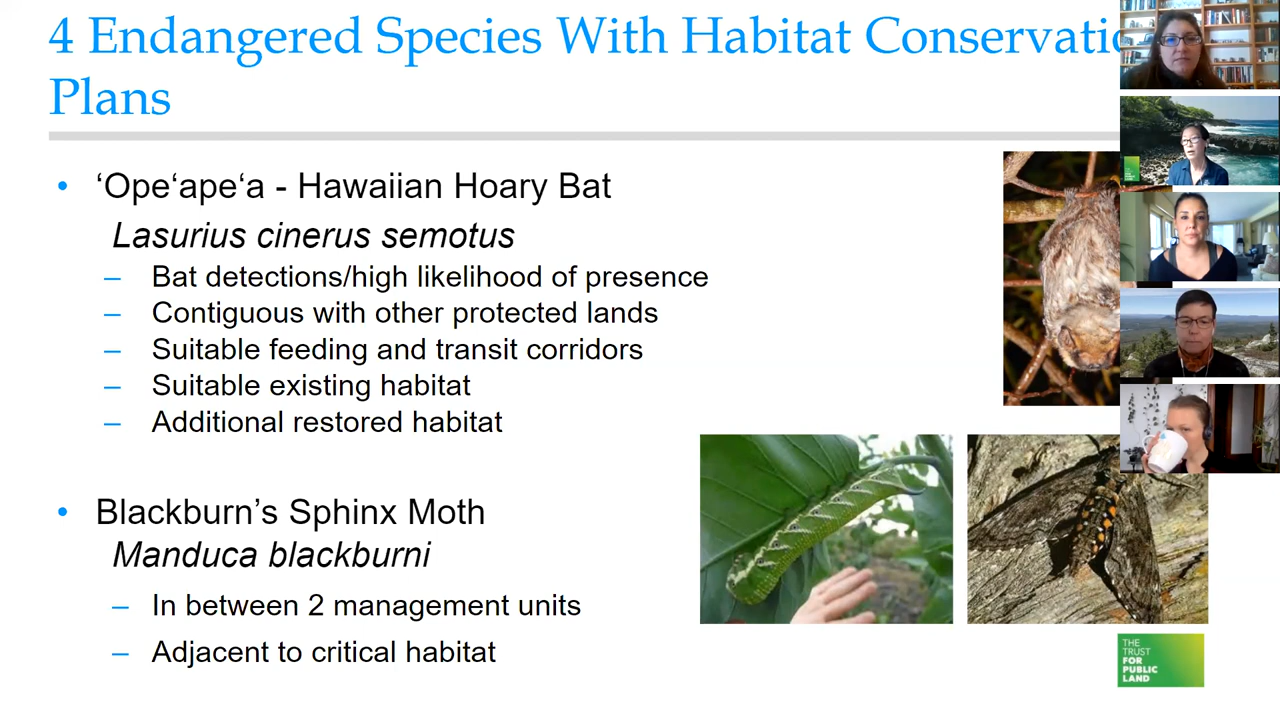 4 Endangered Species With Habitat Conservatio
Plans
• ‘Ope‘ape‘a - Hawaiian Hoary Bat
Lasurius cinerus semotus
– Bat detections/high likelihood of presence
– Contiguous with other protected lands
– Suitable feeding and transit corridors
– Suitable existing habitat
– Additional restored habitat
• Blackburn’s Sphinx Moth
Manduca blackburni
– In between 2 management units
– Adjacent to critical habitat
THE
TRUST
FOR
PUBLIC
LAND